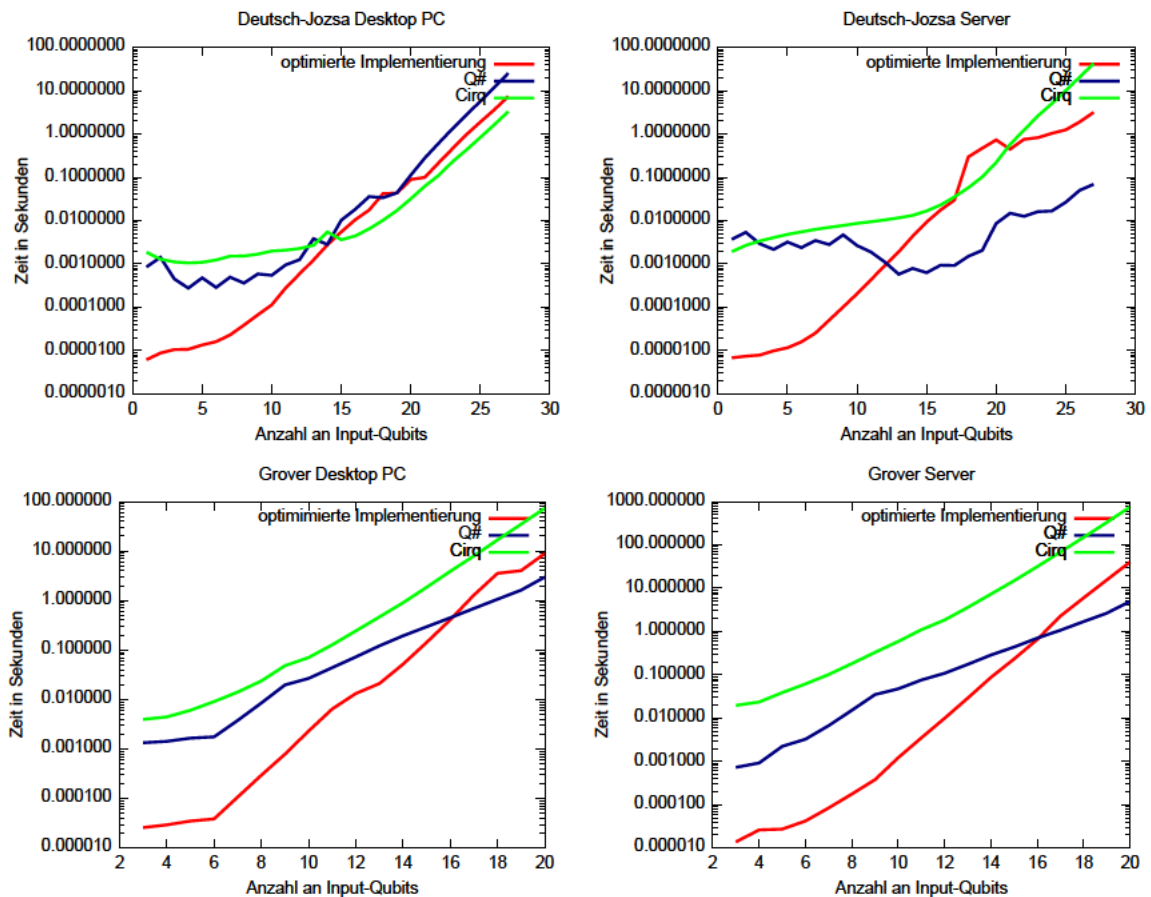 Deutsch-Jozsa Desktop PC
100.0000000
10.0000000
1.0000000
0.1000000
0.0100000
0.0010000
0.0001000
0.0000100
0.0000010
Zeit in Sekunden
optimierte Implementierung
Q#
Cirq
0 5 10 15 20 25 30
Anzahl an Input-Qubits
Deutsch-Jozsa Server
100.0000000
10.0000000
1.0000000
0.1000000
0.0100000
0.0010000
0.0001000
0.0000100
0.0000010
Zeit in Sekunden
optimierte Implementierung
Q#
Cirq
0 5 10 15 20 25 30
Anzahl an Input-Qubits
Grover Desktop PC
100.000000
10.000000
1.000000
0.100000
0.010000
0.001000
0.000100
0.000010
Zeit in Sekunden
optimimierte Implementierung
Q#
Cirq
2 4 6 8 10 12 14 16 18 20
Anzahl an Input-Qubits
Grover Server
1000.000000
100.000000
10.000000
1.000000
0.100000
0.010000
0.001000
0.000100
0.000010
Zeit in Sekunden
optimierte Implementierung
Q#
Cirq
2 4 6 8 10 12 14 16 18 20
Anzahl an Input-Qubits